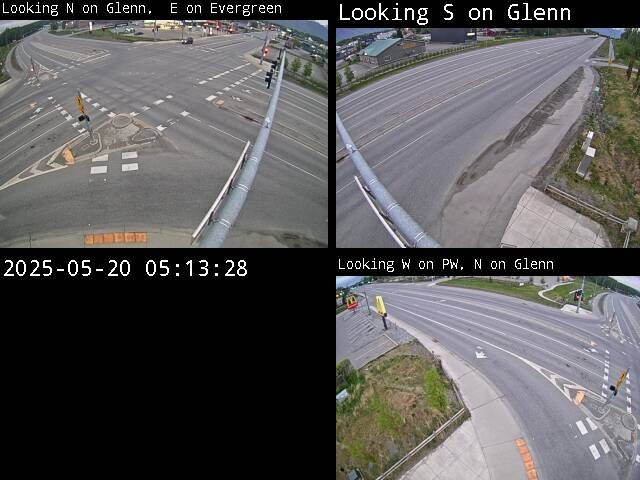 Looking N on Glenn, E on Evergreen
Looking S on Glenn
2025-05-20 05:13:28
Looking W on PW, N on Glenn